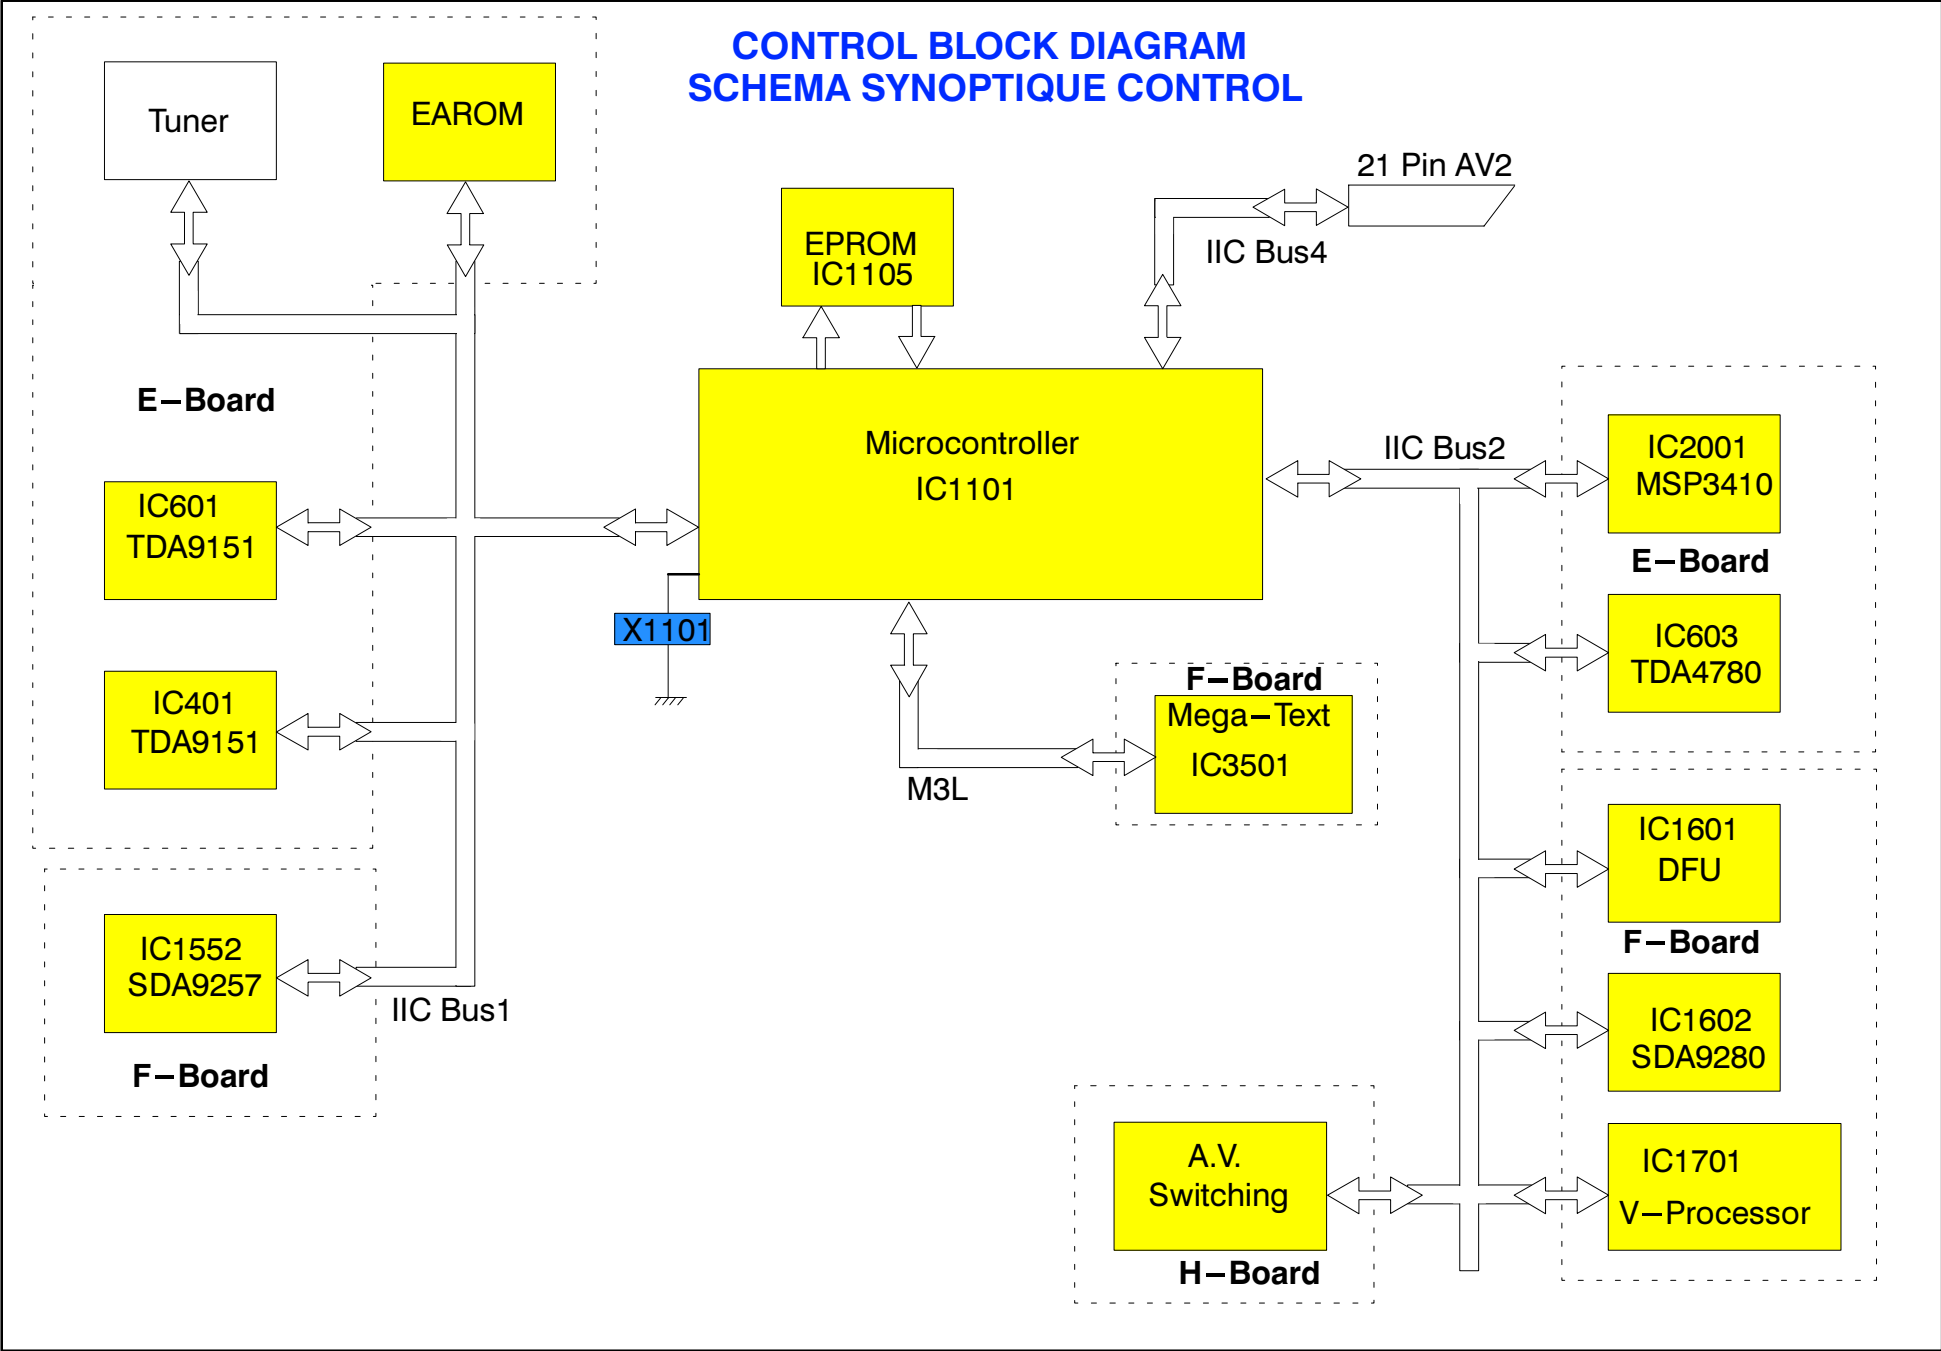 CONTROL BLOCK DIAGRAM
SCHEMA SYNOPTIQUE CONTROL
Tuner
EAROM
EPROM
IC1105
21 Pin AV2
IIC Bus4
E–Board
Microcontroller
IC1101
IIC Bus2
IC2001
MSP3410
E–Board
IC603
TDA4780
IC601
TDA9151
X1101
IC401
TDA9151
F–Board
Mega–Text
IC3501
M3L
IC1601
DFU
F–Board
IC1602
SDA9280
IC1552
SDA9257
IIC Bus1
F–Board
A.V.
Switching
H–Board
IC1701
V–Processor